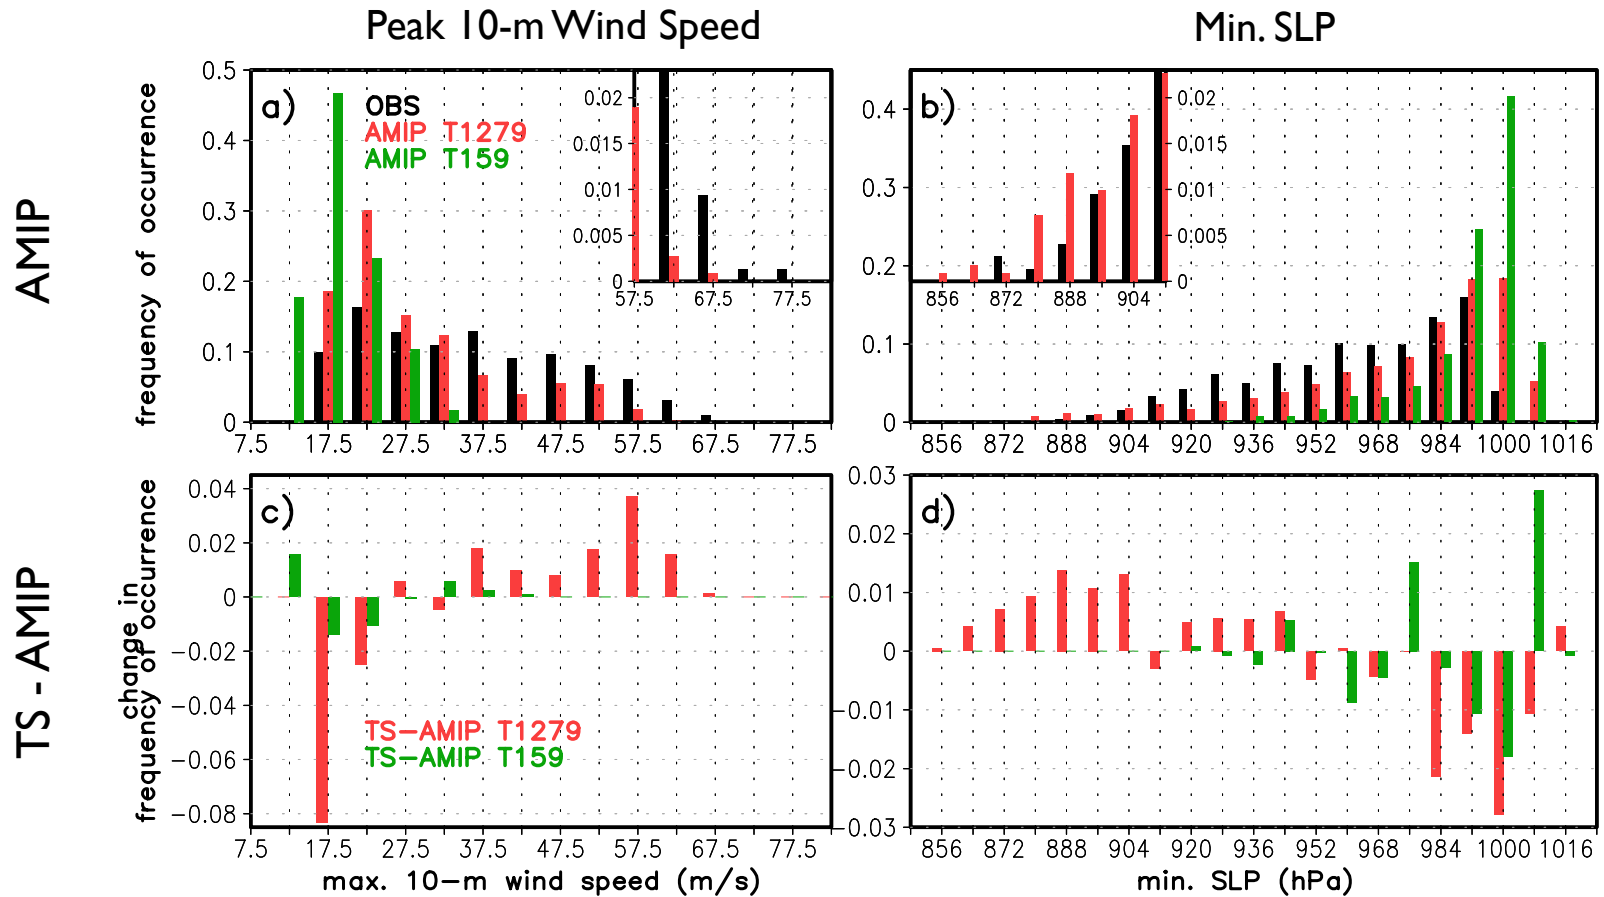 Peak 10-m Wind Speed
Min. SLP
AMIP
frequency of occurrence
0.5
0.4
0.3
0.2
0.1
0
a)
OBS
AMIP T1279
AMIP T159
0.02
0.015
0.01
0.005
0
57.5 67.5 77.5
7.5 17.5 27.5 37.5 47.5 57.5 67.5 77.5
0.4
0.3
0.2
0.1
0
b)
0.02
0.015
0.01
0.005
0
856 872 888 904
856 872 888 904 920 936 952 968 984 1000 1016
TS - AMIP
change in
frequency of occurrence
0.04
0.02
0
−0.02
−0.04
−0.06
−0.08
c)
TS−AMIP T1279
TS−AMIP T159
7.5 17.5 27.5 37.5 47.5 57.5 67.5 77.5
max. 10−m wind speed (m/s)
0.03
0.02
0.01
0
−0.01
−0.02
−0.03
d)
856 872 888 904 920 936 952 968 984 1000 1016
min. SLP (hPa)